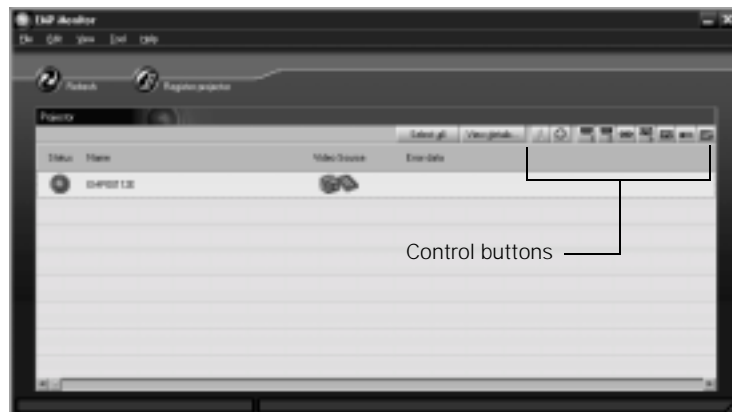 EMP Monitor
File Edit View Tool Help
Refresh Register projector
Projector
Select all View details...
Status Name Video Source Error data
Control buttons